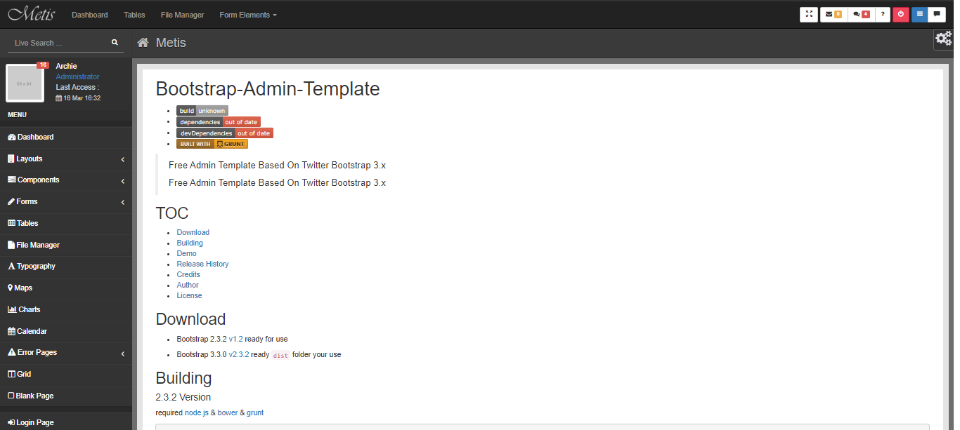 Metis Dashboard Tables File Manager Form Elements 4 ?
Live Search ...
Metis
16
Archie
Administrator
Last Access :
16 Mar 16:32
MENU
Dashboard
Layouts
Components
Forms
Tables
File Manager
Typography
Maps
Charts
Calendar
Error Pages
Grid
Blank Page
Login Page
Bootstrap-Admin-Template
build unknown
dependencies out of date
devDependencies out of date
BUILT WITH GRUNT
Free Admin Template Based On Twitter Bootstrap 3.x
Free Admin Template Based On Twitter Bootstrap 3.x
TOC
Download
Building
Demo
Release History
Credits
Author
License
Download
Bootstrap 2.3.2 v1.2 ready for use
Bootstrap 3.3.0 v2.3.2 ready dist folder your use
Building
2.3.2 Version
required node.js & bower & grunt